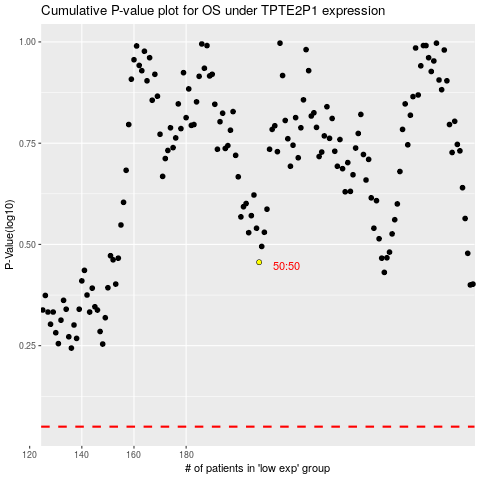 Cumulative P-value plot for OS under TPTE2P1 expression
1.00
0.75
0.50
0.25
P-Value(log10)
50:50
120 140 160 180
# of patients in 'low exp' group